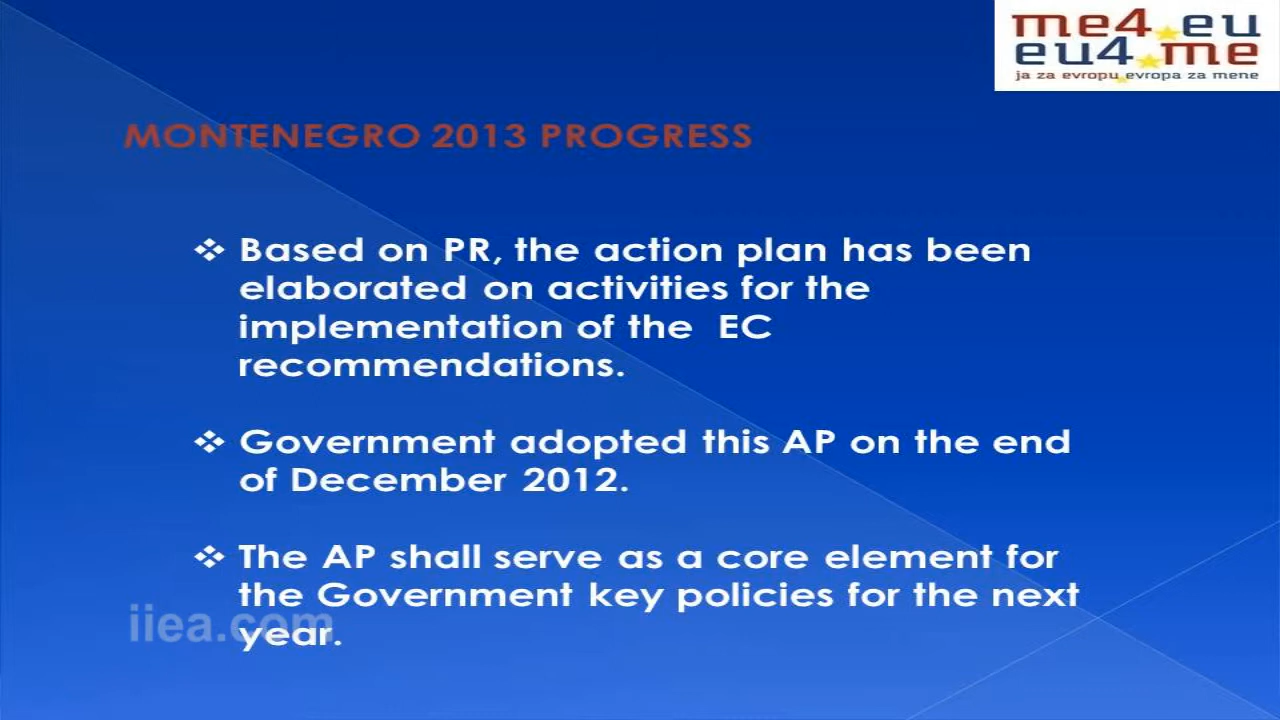 me4.eu
eu4.me
ja za evropu evropa za mene
MONTENEGRO 2013 PROGRESS
❖ Based on PR, the action plan has been
elaborated on activities for the
implementation of the EC
recommendations.
❖ Government adopted this AP on the end
of December 2012.
❖ The AP shall serve as a core element for
the Government key policies for the next
year.
iiea.com